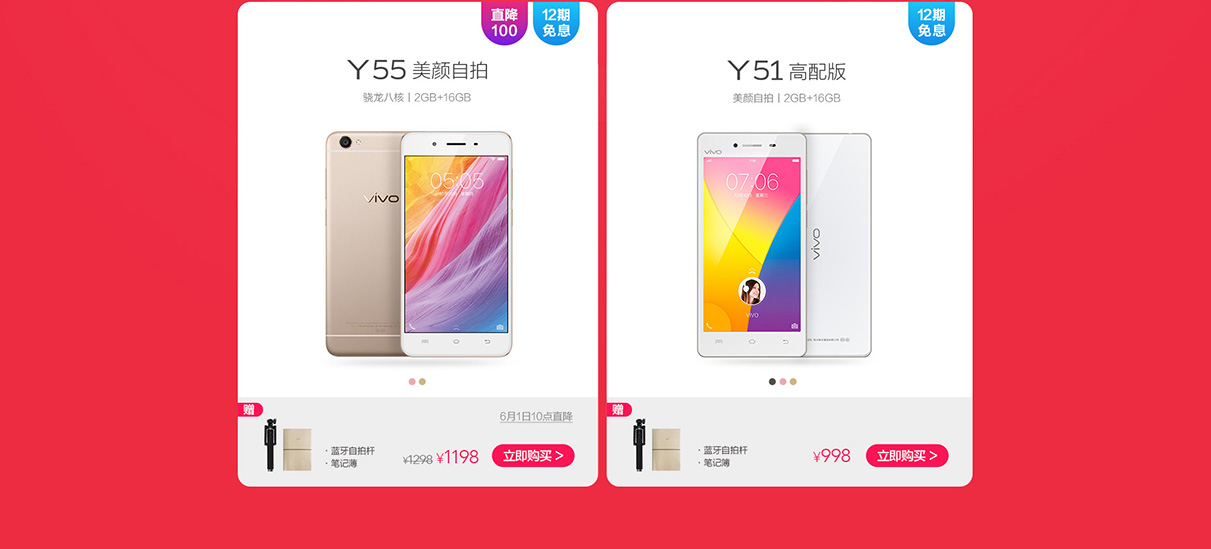 直降
100
12期
免息
Y55 美颜自拍
骁龙八核 | 2GB+16GB
vivo
05:05
赠
6月1日10点直降
· 蓝牙自拍杆
· 笔记薄
¥1298 ¥1198
立即购买 >
12期
免息
Y51 高配版
美颜自拍 | 2GB+16GB
vivo
07:06
vivo
vivo
赠
· 蓝牙自拍杆
· 笔记薄
¥998
立即购买 >